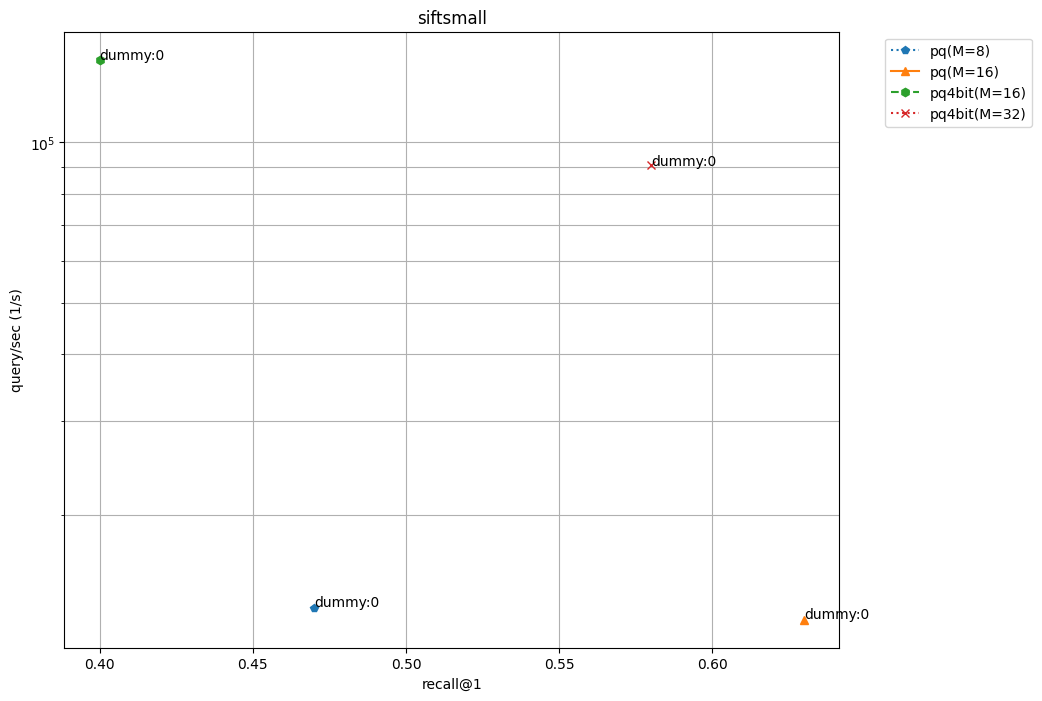 siftsmall
dummy:0
dummy:0
dummy:0
dummy:0
10^5
query/sec (1/s)
0.40
0.45
0.50
0.55
0.60
recall@1
pq(M=8)
pq(M=16)
pq4bit(M=16)
pq4bit(M=32)